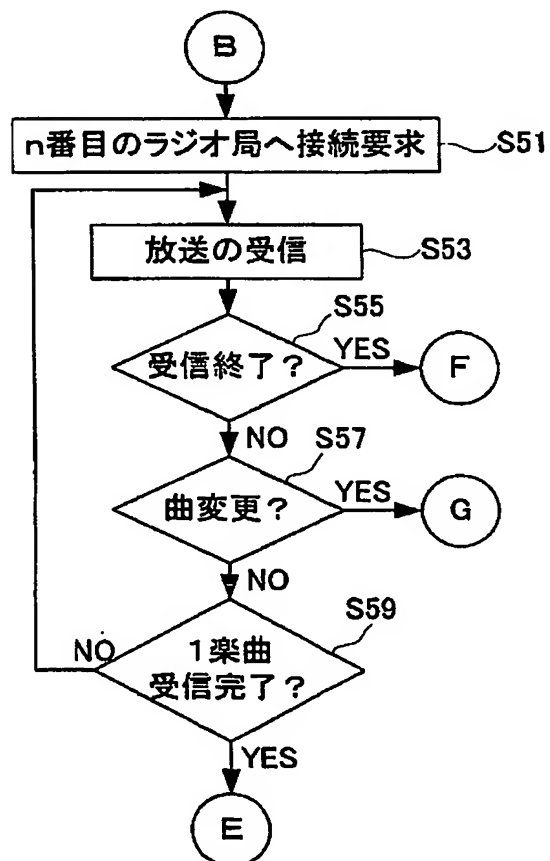 B
n番目のラジオ局へ接続要求
S51
放送の受信
S53
S55
受信終了？
YES
F
NO
S57
曲変更？
YES
G
NO
S59
NO
1楽曲
受信完了？
YES
E